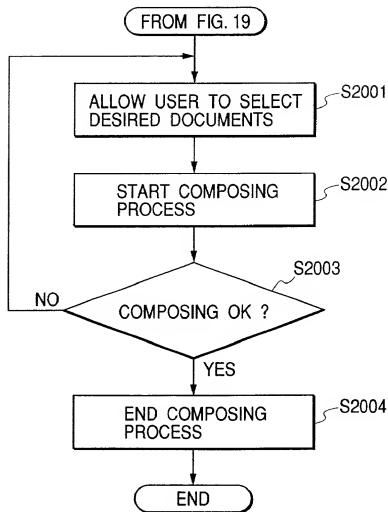 FROM FIG. 19
ALLOW USER TO SELECT
DESIRED DOCUMENTS
S2001
START COMPOSING
PROCESS
S2002
COMPOSING OK ?
S2003
NO
YES
END COMPOSING
PROCESS
S2004
END